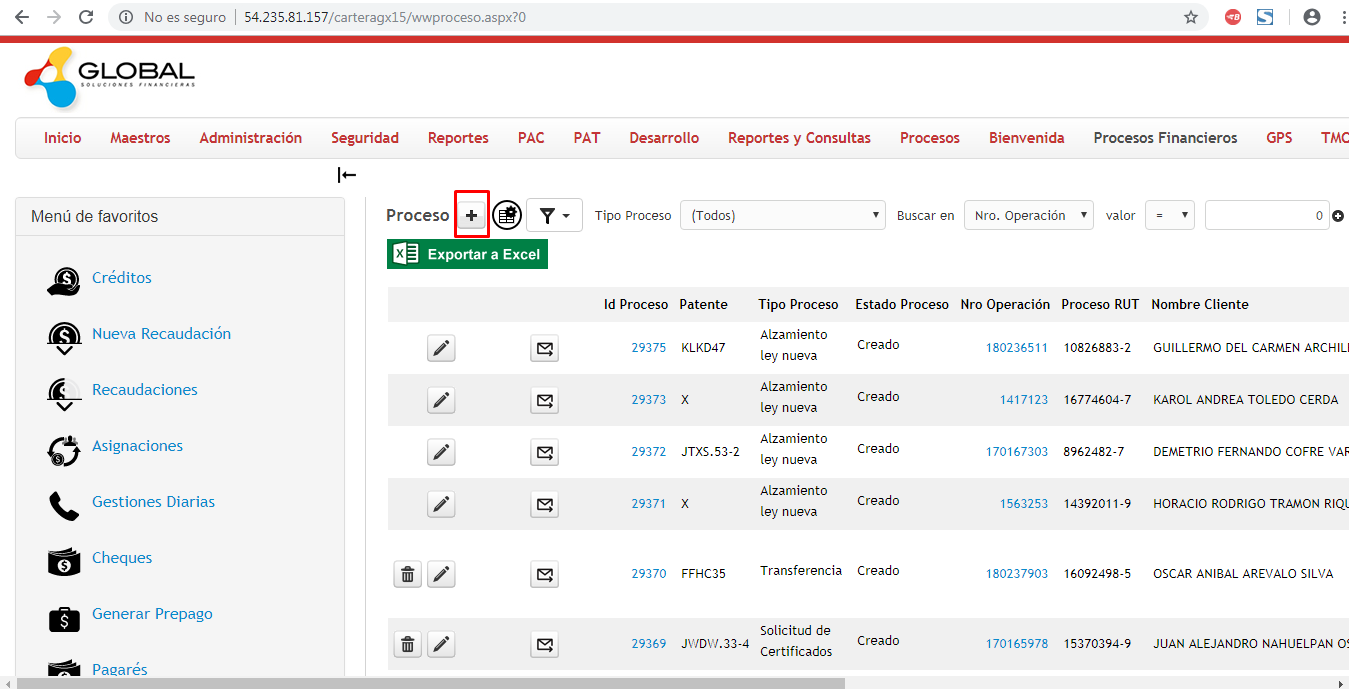 No es seguro | 54.235.81.157/carteragx15/wwproceso.aspx?0
GLOBAL
SOLUCIONES FINANCIERAS
Inicio Maestros Administración Seguridad Reportes PAC PAT Desarrollo Reportes y Consultas Procesos Bienvenida Procesos Financieros GPS TMO
Menú de favoritos
Créditos
Nueva Recaudación
Recaudaciones
Asignaciones
Gestiones Diarias
Cheques
Generar Prepago
Pagarés
Proceso + Tipo Proceso (Todos) Buscar en Nro. Operación valor = 0
Exportar a Excel
Id Proceso Patente Tipo Proceso Estado Proceso Nro Operación Proceso RUT Nombre Cliente
29375 KLKD47 Alzamiento ley nueva Creado 180236511 10826883-2 GUILLERMO DEL CARMEN ARCHILI
29373 X Alzamiento ley nueva Creado 1417123 16774604-7 KAROL ANDREA TOLEDO CERDA
29372 JTXS.53-2 Alzamiento ley nueva Creado 170167303 8962482-7 DEMETRIO FERNANDO COFRE VAR
29371 X Alzamiento ley nueva Creado 1563253 14392011-9 HORACIO RODRIGO TRAMON RIQU
29370 FFHC35 Transferencia Creado 180237903 16092498-5 OSCAR ANIBAL AREVALO SILVA
29369 JWDW.33-4 Solicitud de Certificados Creado 170165978 15370394-9 JUAN ALEJANDRO NAHUELPAN OS